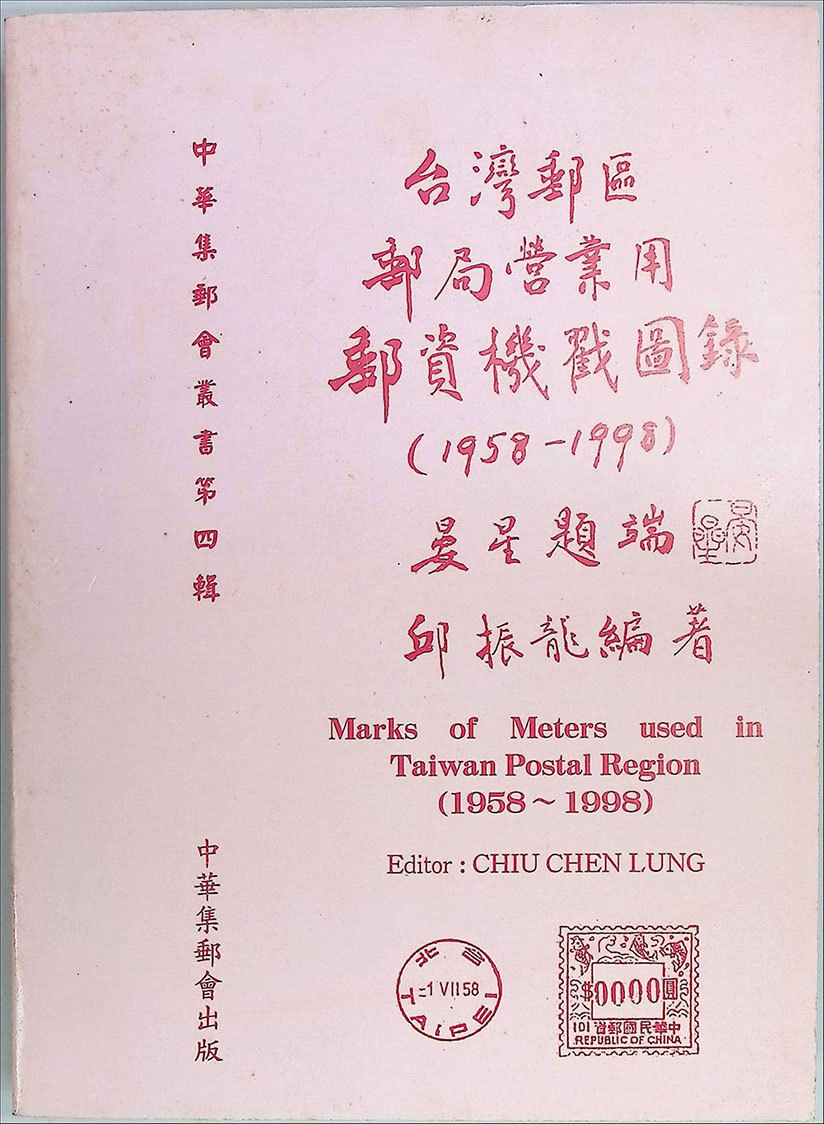 中華集郵會叢書第四輯
台灣郵區
郵局營業用
郵資機戳圖錄
(1958-1998)
晏星題端
晏星
邱振龍編著
Marks of Meters used in
Taiwan Postal Region
(1958～1998)
Editor : CHIU CHEN LUNG
中華集郵會出版
台北
-1 VII 58
TAIPEI
$0000圓
101 資郵國民華中
REPUBLIC OF CHINA